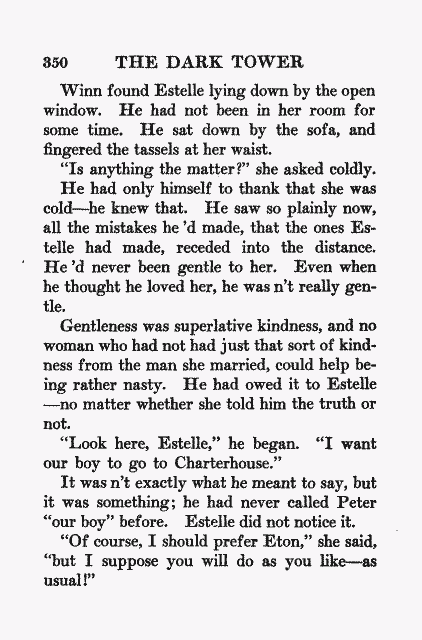 350 THE DARK TOWER
Winn found Estelle lying down by the open
window. He had not been in her room for
some time. He sat down by the sofa, and
fingered the tassels at her waist.
"Is anything the matter?" she asked coldly.
He had only himself to thank that she was
cold—he knew that. He saw so plainly now,
all the mistakes he 'd made, that the ones Es-
telle had made, receded into the distance.
He 'd never been gentle to her. Even when
he thought he loved her, he was n't really gen-
tle.
Gentleness was superlative kindness, and no
woman who had not had just that sort of kind-
ness from the man she married, could help be-
ing rather nasty. He had owed it to Estelle
—no matter whether she told him the truth or
not.
"Look here, Estelle," he began. "I want
our boy to go to Charterhouse."
It was n't exactly what he meant to say, but
it was something; he had never called Peter
"our boy" before. Estelle did not notice it.
"Of course, I should prefer Eton," she said,
"but I suppose you will do as you like—as
usual!"